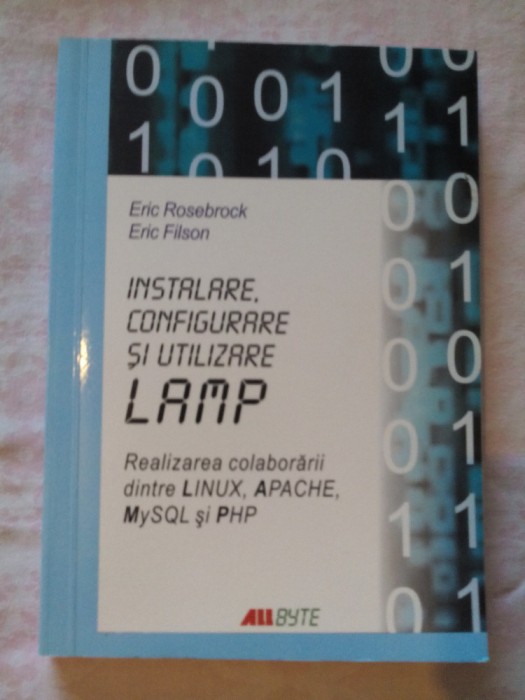 Eric Rosebrock
Eric Filson
INSTALARE,
CONFIGURARE
ŞI UTILIZARE
LAMP
Realizarea colaborării
dintre LINUX, APACHE,
MySQL şi PHP
ALL BYTE